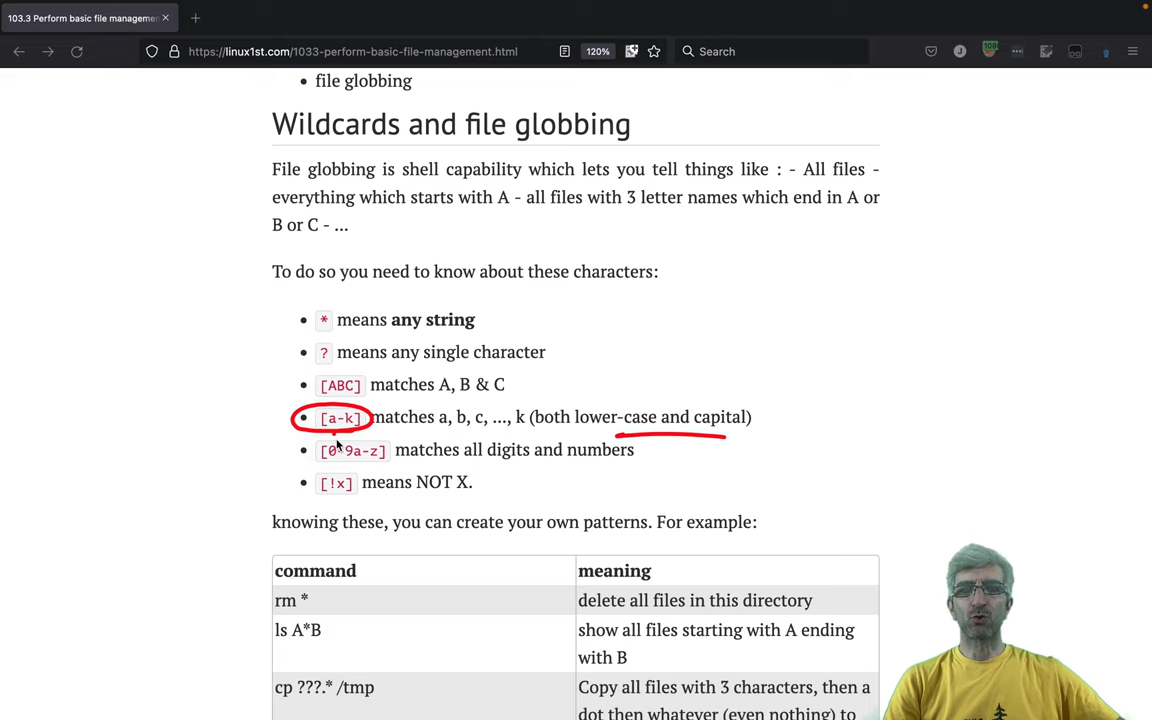 103.3 Perform basic file managemen
https://linux1st.com/1033-perform-basic-file-management.html
120%
Search
• file globbing
Wildcards and file globbing
File globbing is shell capability which lets you tell things like : - All files -
everything which starts with A - all files with 3 letter names which end in A or
B or C - ...
To do so you need to know about these characters:
• * means any string
• ? means any single character
• [ABC] matches A, B & C
• [a-k] matches a, b, c, ..., k (both lower-case and capital)
• [0-9a-z] matches all digits and numbers
• [!x] means NOT X.
knowing these, you can create your own patterns. For example:
command meaning
rm * delete all files in this directory
ls A*B show all files starting with A ending
with B
cp ???.* /tmp Copy all files with 3 characters, then a
dot then whatever (even nothing) to